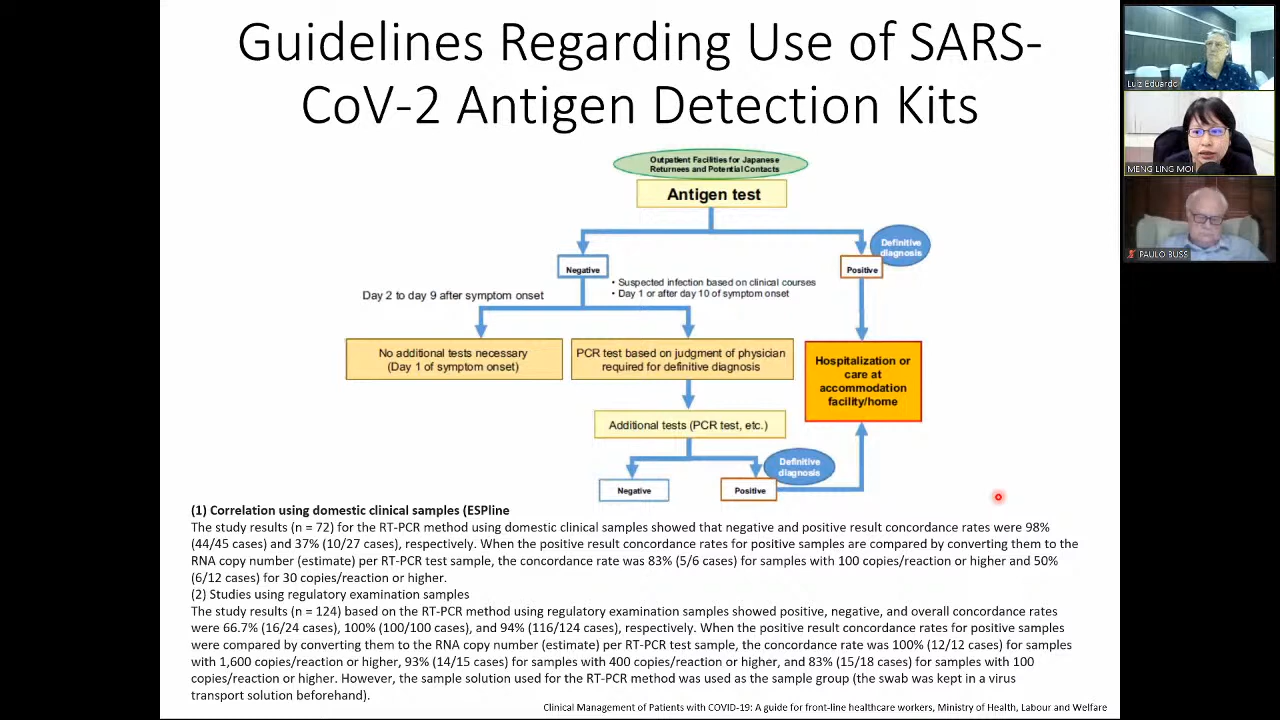 Guidelines Regarding Use of SARS-
CoV-2 Antigen Detection Kits
Outpatient Facilities for Japanese
Returnees and Potential Contacts
Antigen test
Definitive
diagnosis
Negative
Positive
• Suspected infection based on clinical courses
• Day 1 or after day 10 of symptom onset
Day 2 to day 9 after symptom onset
No additional tests necessary
(Day 1 of symptom onset)
PCR test based on judgment of physician
required for definitive diagnosis
Hospitalization or
care at
accommodation
facility/home
Additional tests (PCR test, etc.)
Definitive
diagnosis
Negative
Positive
(1) Correlation using domestic clinical samples (ESPline
The study results (n = 72) for the RT-PCR method using domestic clinical samples showed that negative and positive result concordance rates were 98%
(44/45 cases) and 37% (10/27 cases), respectively. When the positive result concordance rates for positive samples are compared by converting them to the
RNA copy number (estimate) per RT-PCR test sample, the concordance rate was 83% (5/6 cases) for samples with 100 copies/reaction or higher and 50%
(6/12 cases) for 30 copies/reaction or higher.
(2) Studies using regulatory examination samples
The study results (n = 124) based on the RT-PCR method using regulatory examination samples showed positive, negative, and overall concordance rates
were 66.7% (16/24 cases), 100% (100/100 cases), and 94% (116/124 cases), respectively. When the positive result concordance rates for positive samples
were compared by converting them to the RNA copy number (estimate) per RT-PCR test sample, the concordance rate was 100% (12/12 cases) for samples
with 1,600 copies/reaction or higher, 93% (14/15 cases) for samples with 400 copies/reaction or higher, and 83% (15/18 cases) for samples with 100
copies/reaction or higher. However, the sample solution used for the RT-PCR method was used as the sample group (the swab was kept in a virus
transport solution beforehand).
Clinical Management of Patients with COVID-19: A guide for front-line healthcare workers, Ministry of Health, Labour and Welfare
Luiz Eduardo
MENG LING MOI
PAULO BUSS